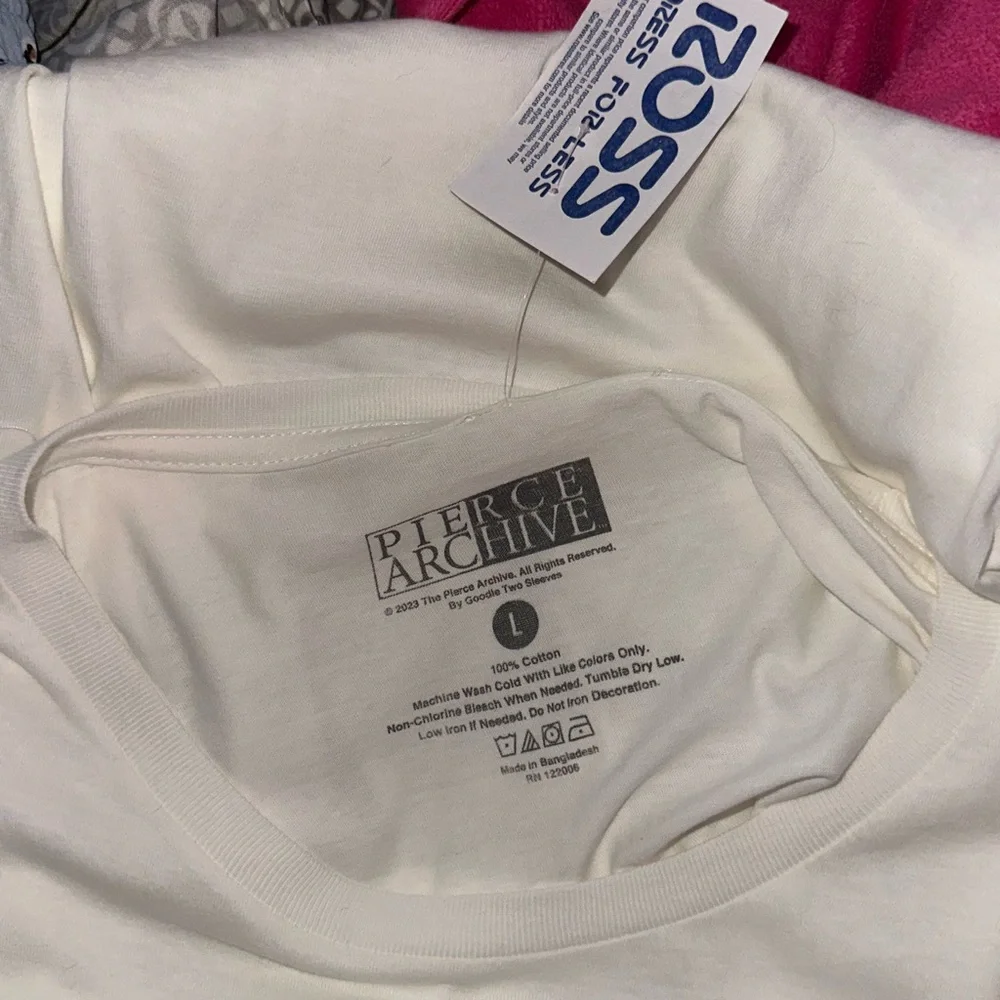 ROSS
DRESS FOR LESS
PIERCE
ARCHIVE
© 2023 The Pierce Archive. All Rights Reserved.
By Goodie Two Sleeves
L
100% Cotton
Machine Wash Cold With Like Colors Only.
Non-Chlorine Bleach When Needed. Tumble Dry Low.
Low Iron If Needed. Do Not Iron Decoration.
Made in Bangladesh
RN 122006